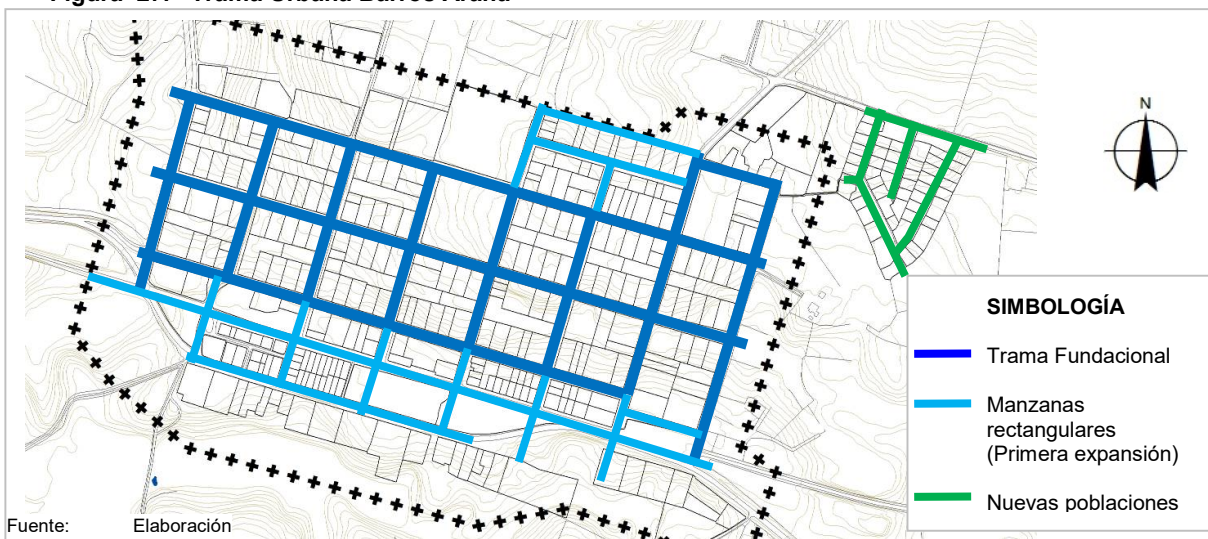 N
SIMBOLOGÍA
Trama Fundacional
Manzanas
rectangulares
(Primera expansión)
Nuevas poblaciones
Fuente: Elaboración